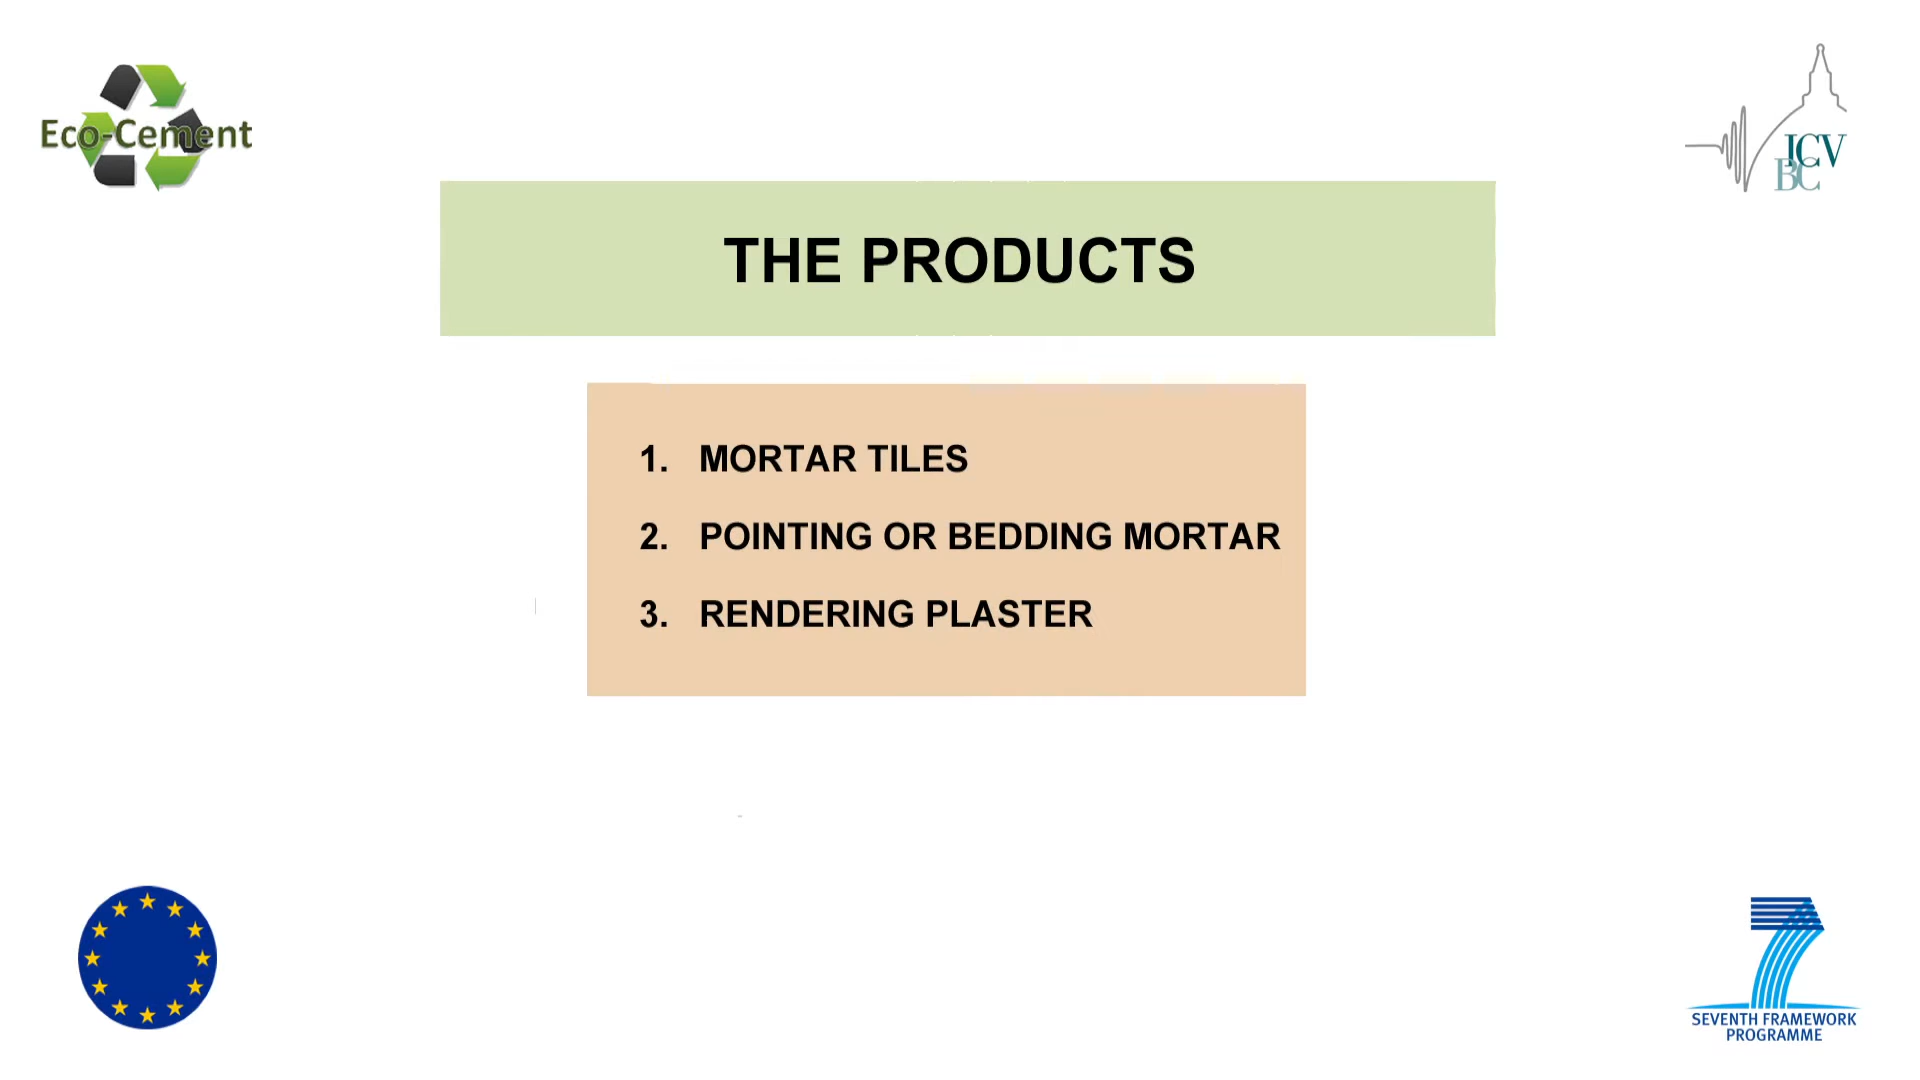 Eco-Cement
ICV
BC
THE PRODUCTS
1. MORTAR TILES
2. POINTING OR BEDDING MORTAR
3. RENDERING PLASTER
SEVENTH FRAMEWORK
PROGRAMME